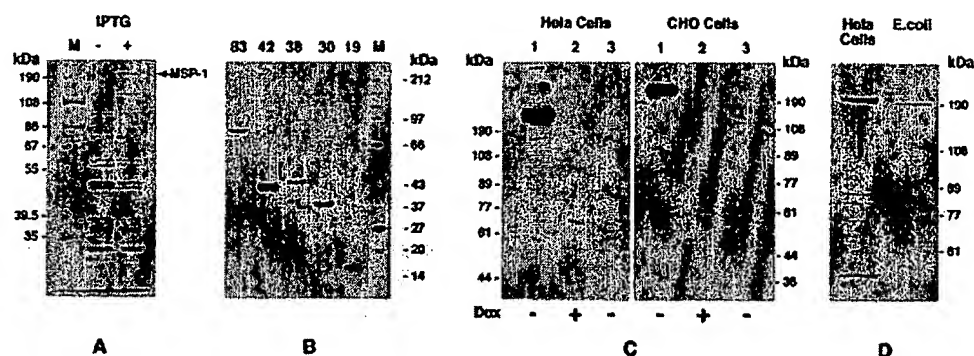 IPTG
M - +
kDa
190
108
67
55
39.5
35
MSP-1
A
83 42 38 30 19 M
kDa
212
97
66
43
37
27
20
14
B
Hela Cells
1 2 3
kDa
190
108
89
77
61
44
CHO Cells
1 2 3
kDa
190
108
89
77
61
44
Dox - + - - + -
C
Hela
Cells
E.coli
kDa
190
108
89
77
61
D